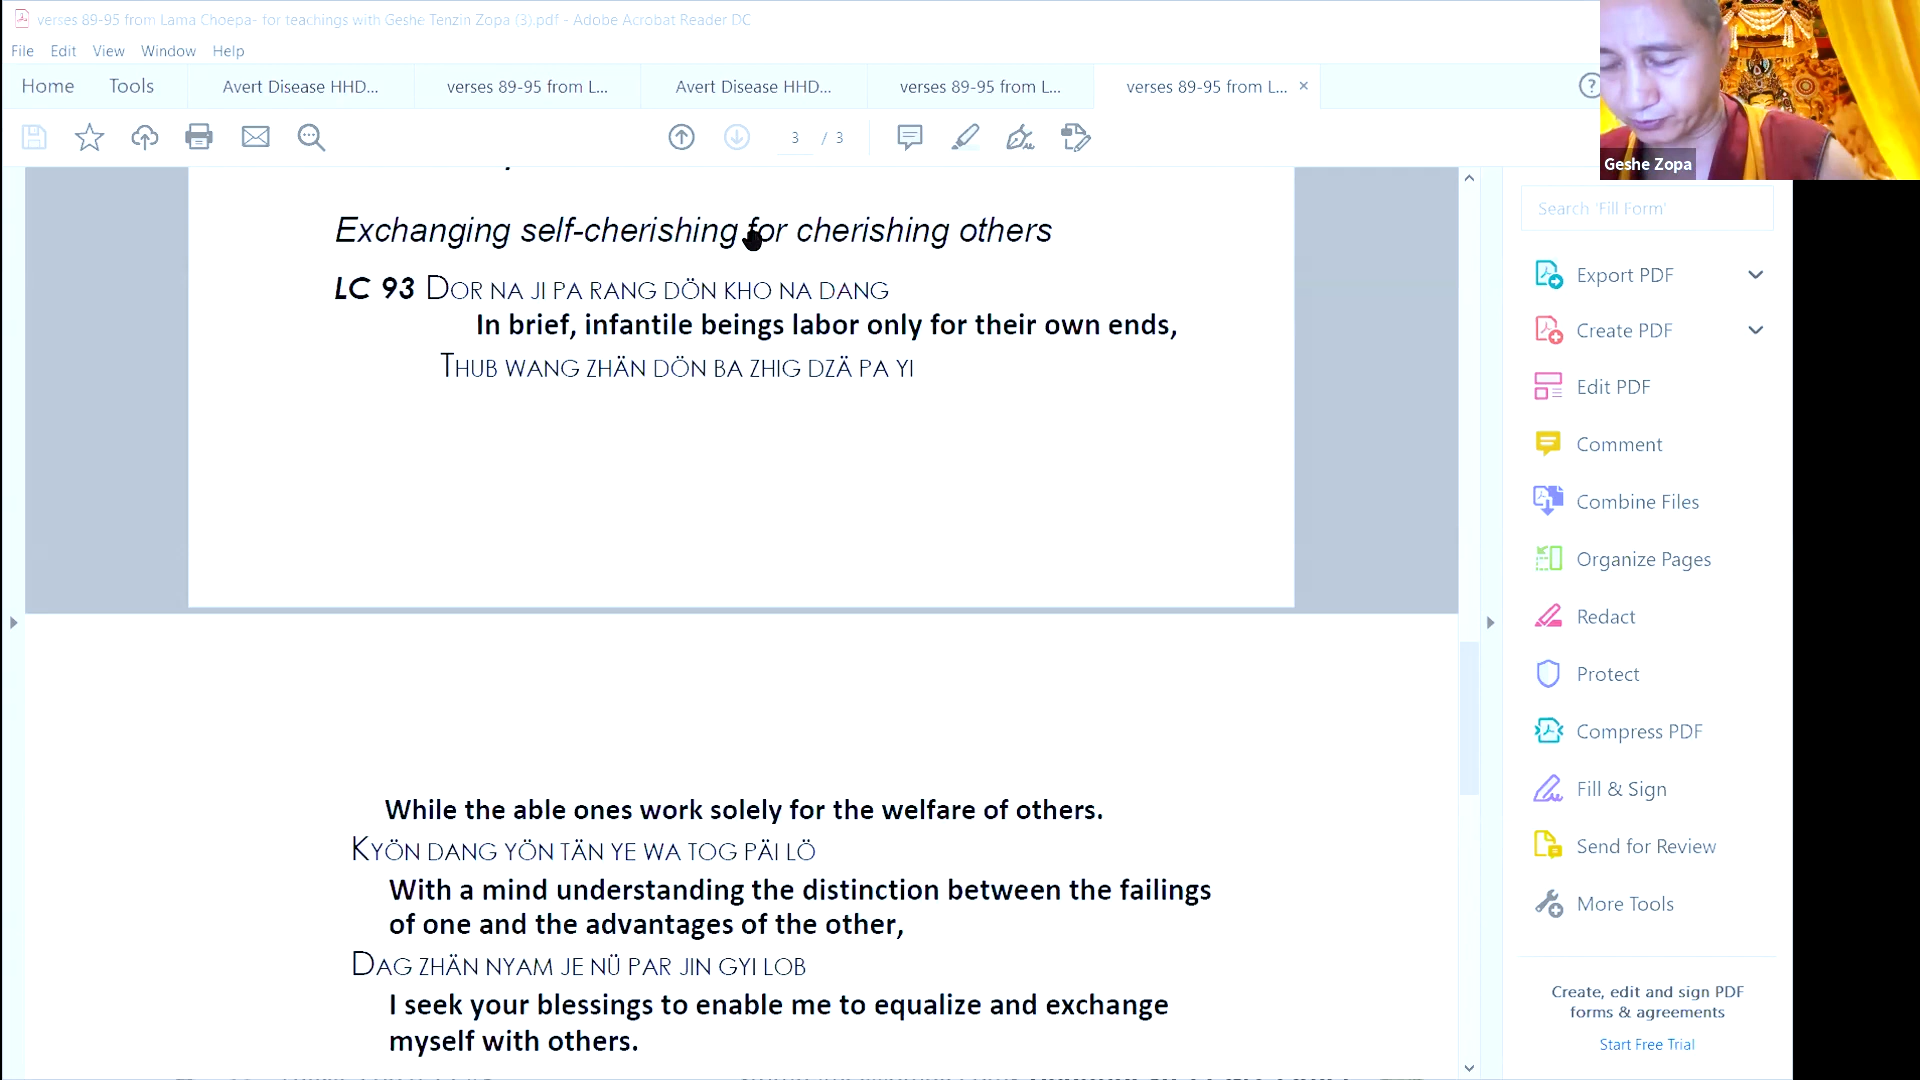 verses 89-95 from Lama Choepa- for teachings with Geshe Tenzin Zopa (3).pdf - Adobe Acrobat Reader DC
File Edit View Window Help
Home Tools Avert Disease HHD... verses 89-95 from L... Avert Disease HHD... verses 89-95 from L... verses 89-95 from L... ×
3 / 3
Geshe Zopa
Exchanging self-cherishing for cherishing others
LC 93 DOR NA JI PA RANG DÖN KHO NA DANG
In brief, infantile beings labor only for their own ends,
THUB WANG ZHÄN DÖN BA ZHIG DZÄ PA YI
While the able ones work solely for the welfare of others.
KYÖN DANG YÖN TÄN YE WA TOG PÄI LÖ
With a mind understanding the distinction between the failings
of one and the advantages of the other,
DAG ZHÄN NYAM JE NÜ PAR JIN GYI LOB
I seek your blessings to enable me to equalize and exchange
myself with others.
Search 'Fill Form'
Export PDF
Create PDF
Edit PDF
Comment
Combine Files
Organize Pages
Redact
Protect
Compress PDF
Fill & Sign
Send for Review
More Tools
Create, edit and sign PDF
forms & agreements
Start Free Trial